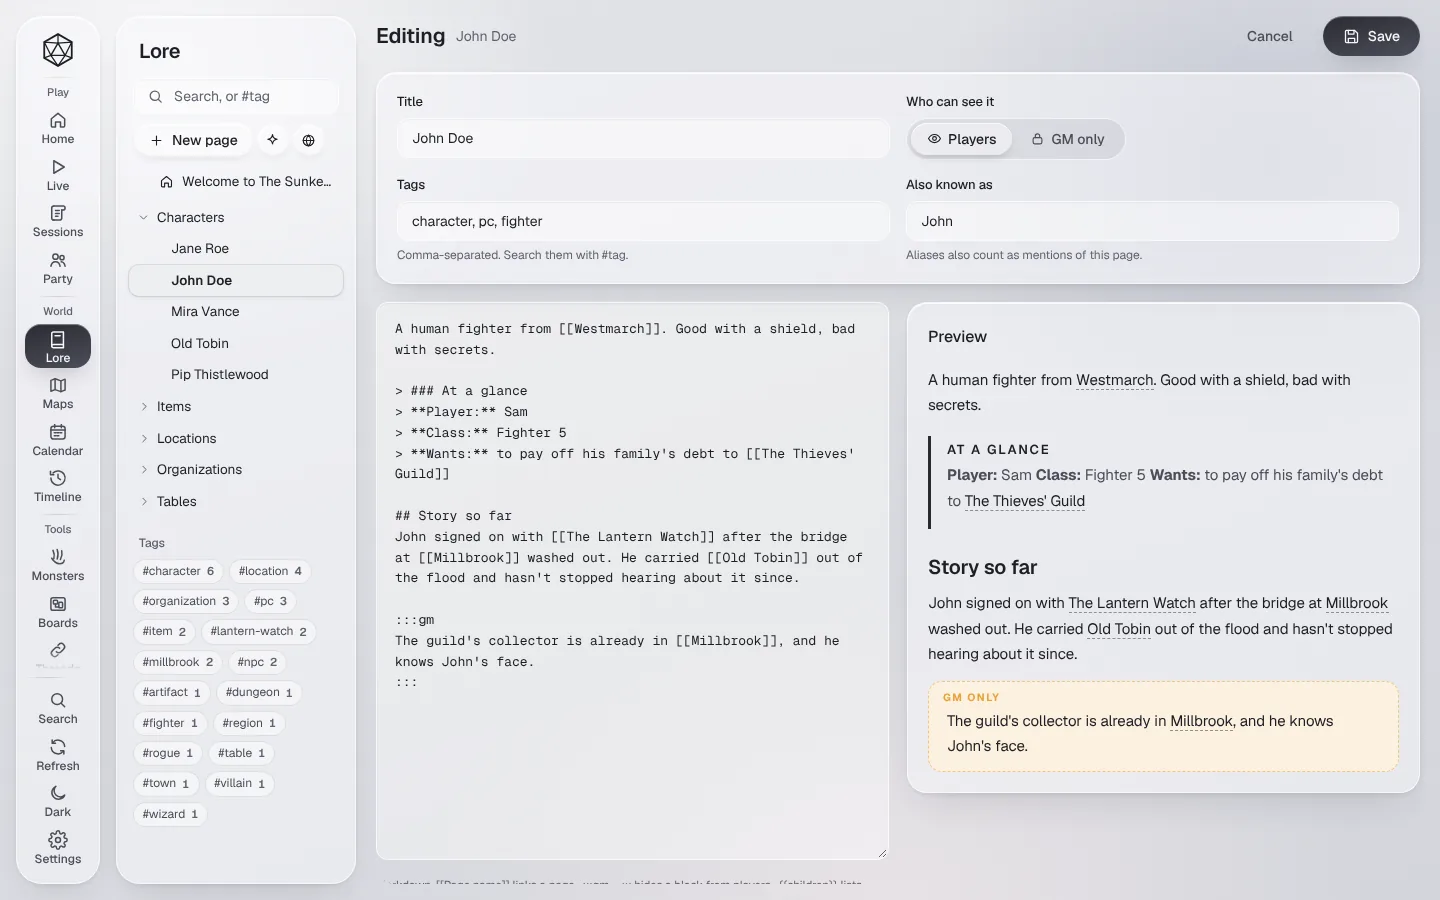 Play
Home
Live
Sessions
Party
World
Lore
Maps
Calendar
Timeline
Tools
Monsters
Boards
Search
Refresh
Dark
Settings
Lore
Search, or #tag
New page
Welcome to The Sunke...
Characters
Jane Roe
John Doe
Mira Vance
Old Tobin
Pip Thistlewood
Items
Locations
Organizations
Tables
Tags
#character 6 #location 4
#organization 3 #pc 3
#item 2 #lantern-watch 2
#millbrook 2 #npc 2
#artifact 1 #dungeon 1
#fighter 1 #region 1
#rogue 1 #table 1
#town 1 #villain 1
#wizard 1
Editing John Doe
Cancel
Save
Title
John Doe
Who can see it
Players GM only
Tags
character, pc, fighter
Comma-separated. Search them with #tag.
Also known as
John
Aliases also count as mentions of this page.
A human fighter from [[Westmarch]]. Good with a shield, bad
with secrets.
> ### At a glance
> **Player:** Sam
> **Class:** Fighter 5
> **Wants:** to pay off his family's debt to [[The Thieves'
Guild]]
## Story so far
John signed on with [[The Lantern Watch]] after the bridge
at [[Millbrook]] washed out. He carried [[Old Tobin]] out of
the flood and hasn't stopped hearing about it since.
:::gm
The guild's collector is already in [[Millbrook]], and he
knows John's face.
:::
Preview
A human fighter from Westmarch. Good with a shield, bad with
secrets.
AT A GLANCE
Player: Sam Class: Fighter 5 Wants: to pay off his family's debt
to The Thieves' Guild
Story so far
John signed on with The Lantern Watch after the bridge at Millbrook
washed out. He carried Old Tobin out of the flood and hasn't stopped
hearing about it since.
GM ONLY
The guild's collector is already in Millbrook, and he knows
John's face.